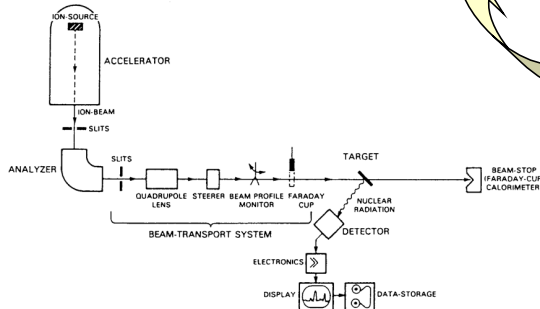 ION-SOURCE
ACCELERATOR
ION-BEAM
SLITS
ANALYZER
SLITS
QUADRUPOLE
LENS
STEERER
BEAM PROFILE
MONITOR
FARADAY
CUP
BEAM-TRANSPORT SYSTEM
TARGET
NUCLEAR
RADIATION
BEAM-STOP
(FARADAY-CUP
CALORIMETER
DETECTOR
ELECTRONICS
DISPLAY
DATA-STORAGE